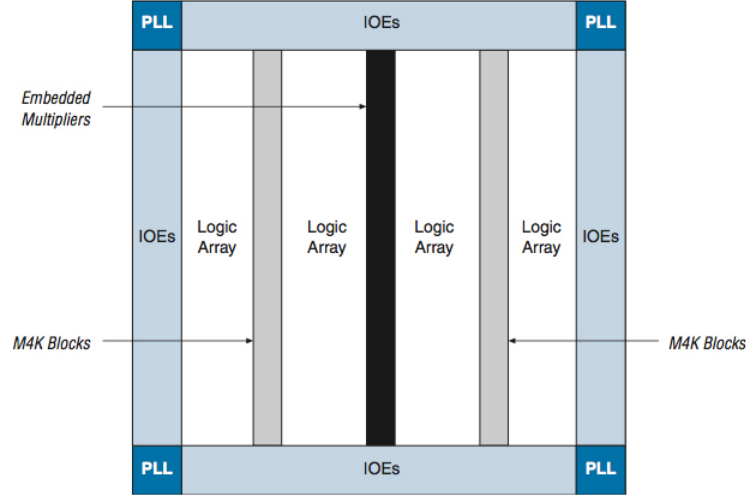 PLL
IOEs
PLL
Embedded
Multipliers
IOEs
Logic
Array
Logic
Array
Logic
Array
Logic
Array
IOEs
M4K Blocks
M4K Blocks
PLL
IOEs
PLL